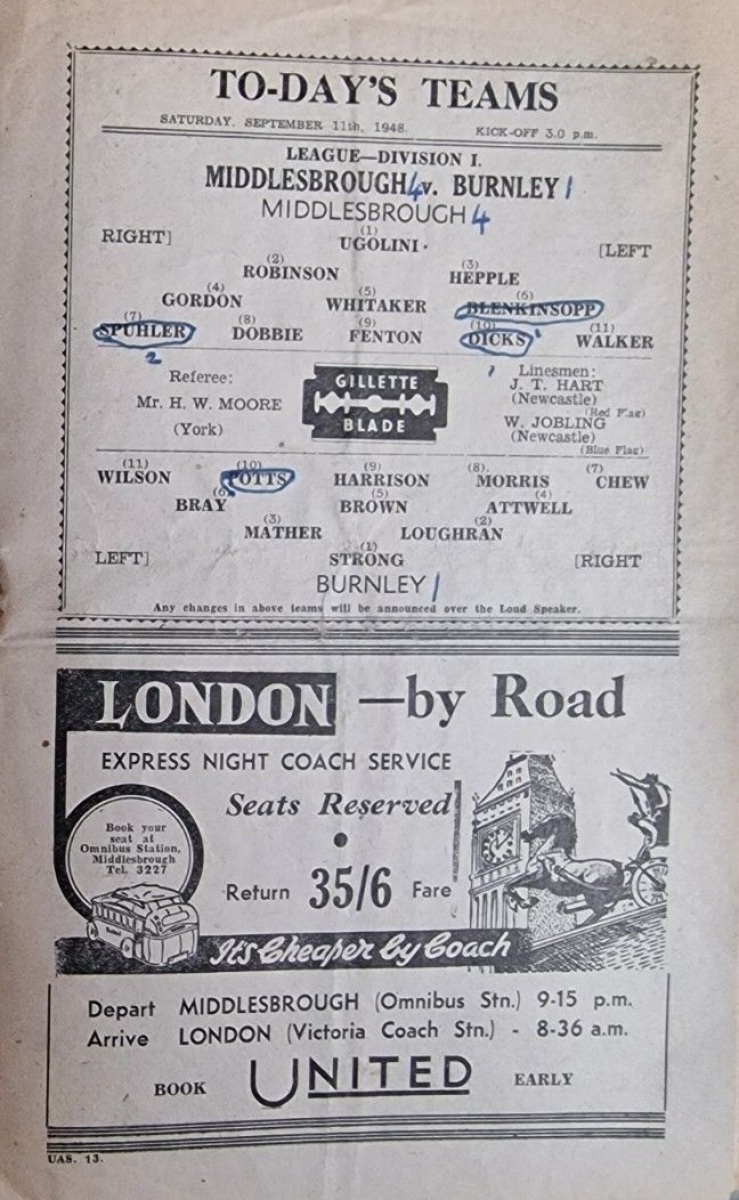 TO-DAY'S TEAMS
SATURDAY, SEPTEMBER 11th, 1948. KICK-OFF 3.0 p.m.
LEAGUE—DIVISION I.
MIDDLESBROUGH 4 v. BURNLEY 1
MIDDLESBROUGH 4
RIGHT] (1) [LEFT
UGOLINI
(2) (3)
ROBINSON HEPPLE
(4) (5) (6)
GORDON WHITAKER BLENKINSOPP
(7) (8) (9) (10) (11)
SPUHLER DOBBIE FENTON DICKS WALKER
2
Referee:
Mr. H. W. MOORE
(York)
GILLETTE
BLADE
Linesmen:
J. T. HART
(Newcastle)
(Red Flag)
W. JOBLING
(Newcastle)
(Blue Flag)
(11) (10) (9) (8). (7)
WILSON POTTS HARRISON MORRIS CHEW
(6) (5) (4)
BRAY BROWN ATTWELL
(3) (2)
MATHER LOUGHRAN
(1)
LEFT] STRONG [RIGHT
BURNLEY 1
Any changes in above teams will be announced over the Loud Speaker.
LONDON —by Road
EXPRESS NIGHT COACH SERVICE
Seats Reserved
Book your
seat at
Omnibus Station,
Middlesbrough
Tel. 3227
Return 35/6 Fare
It's Cheaper by Coach
Depart MIDDLESBROUGH (Omnibus Stn.) 9-15 p.m.
Arrive LONDON (Victoria Coach Stn.) - 8-36 a.m.
BOOK UNITED EARLY
UAS. 13.